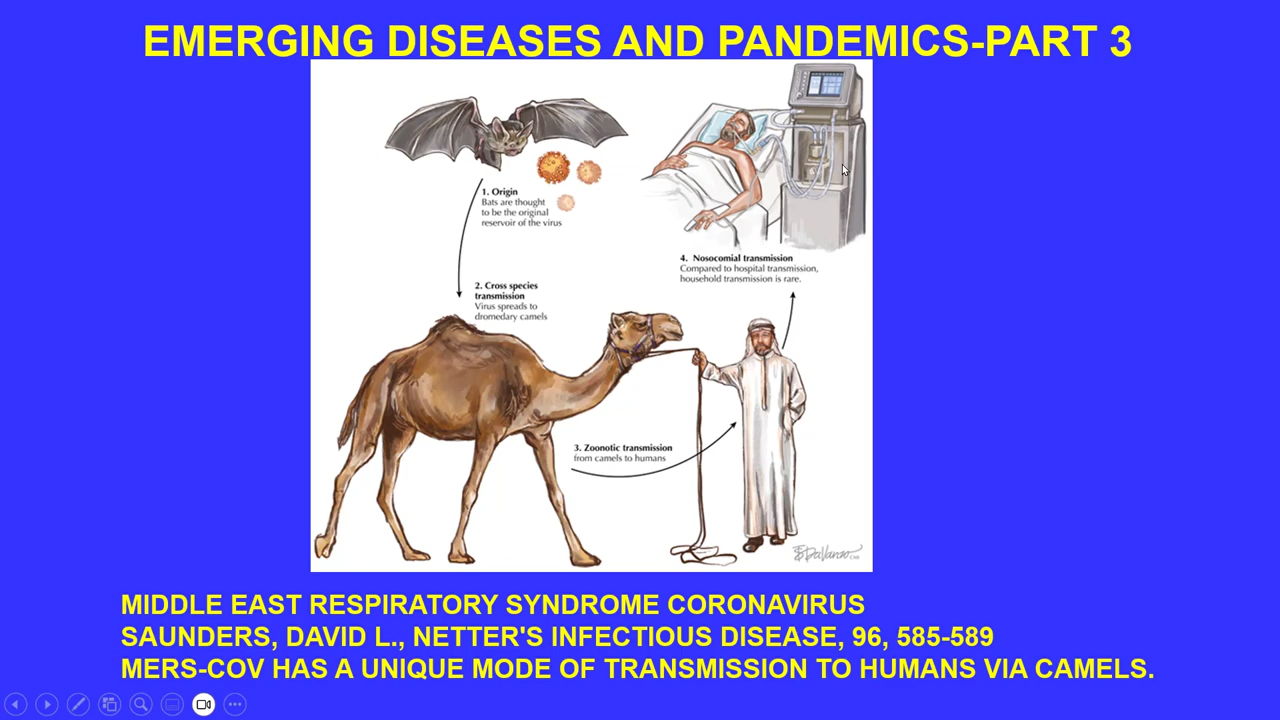 EMERGING DISEASES AND PANDEMICS-PART 3
1. Origin
Bats are thought
to be the original
reservoir of the virus
2. Cross species
transmission
Virus spreads to
dromedary camels
3. Zoonotic transmission
from camels to humans
4. Nosocomial transmission
Compared to hospital transmission,
household transmission is rare.
MIDDLE EAST RESPIRATORY SYNDROME CORONAVIRUS
SAUNDERS, DAVID L., NETTER'S INFECTIOUS DISEASE, 96, 585-589
MERS-COV HAS A UNIQUE MODE OF TRANSMISSION TO HUMANS VIA CAMELS.